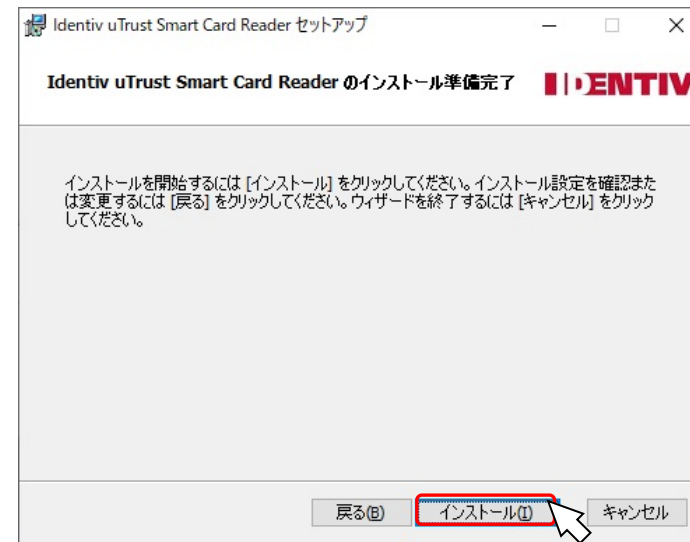 Identiv uTrust Smart Card Reader セットアップ
Identiv uTrust Smart Card Reader のインストール準備完了
IDENTIV
インストールを開始するには [インストール] をクリックしてください。インストール設定を確認また
は変更するには [戻る] をクリックしてください。ウィザードを終了するには [キャンセル] をクリック
してください。
戻る(B)
インストール(I)
キャンセル